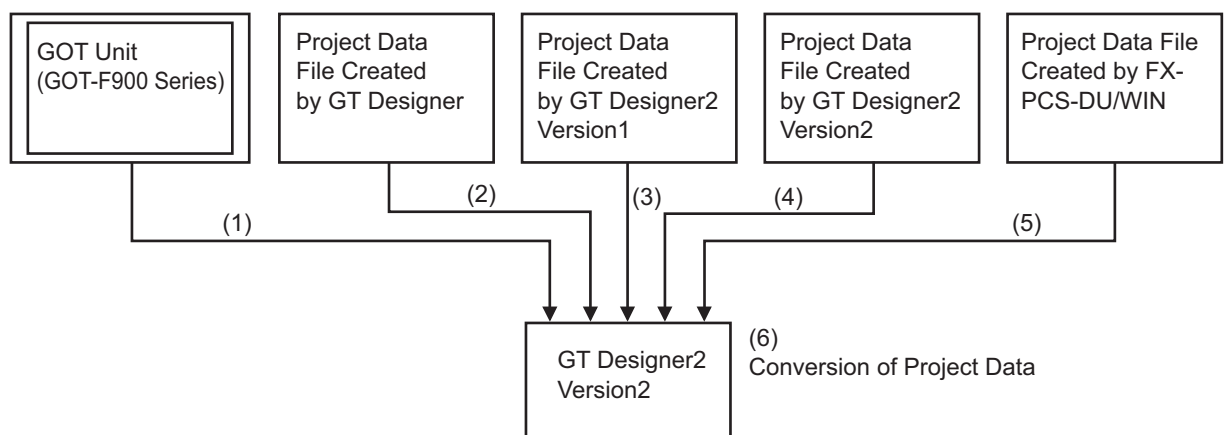 GOT Unit
(GOT-F900 Series)
Project Data
File Created
by GT Designer
Project Data
File Created
by GT Designer2
Version1
Project Data
File Created
by GT Designer2
Version2
Project Data File
Created by FX-
PCS-DU/WIN
(1)
(2)
(3)
(4)
(5)
GT Designer2
Version2
(6)
Conversion of Project Data